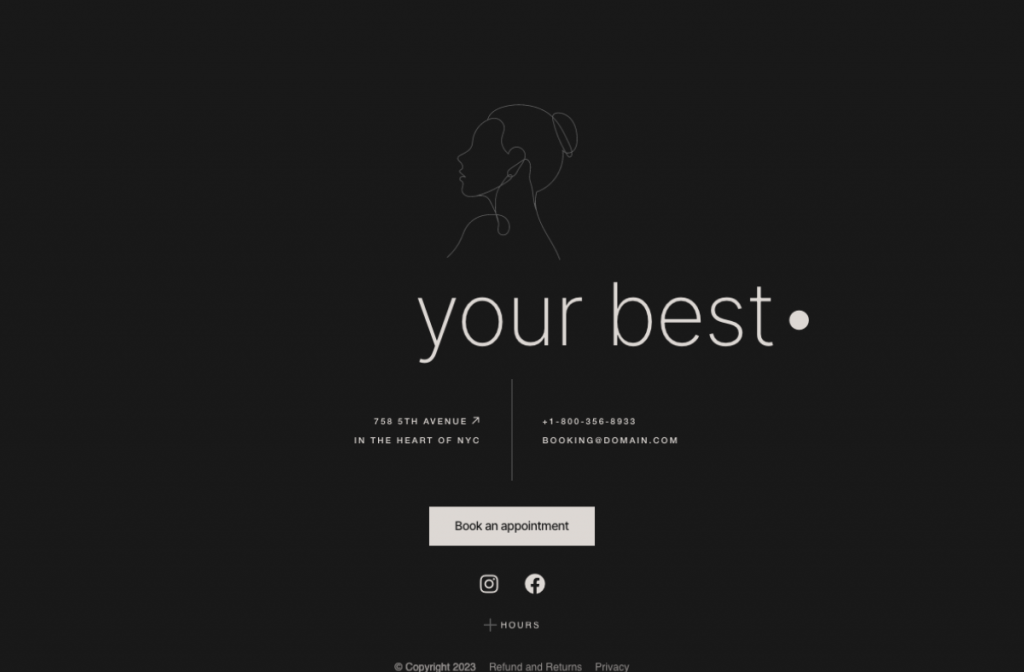 your best•
758 5TH AVENUE ↗
IN THE HEART OF NYC
+1-800-356-8933
BOOKING@DOMAIN.COM
Book an appointment
+ HOURS
© Copyright 2023 Refund and Returns Privacy